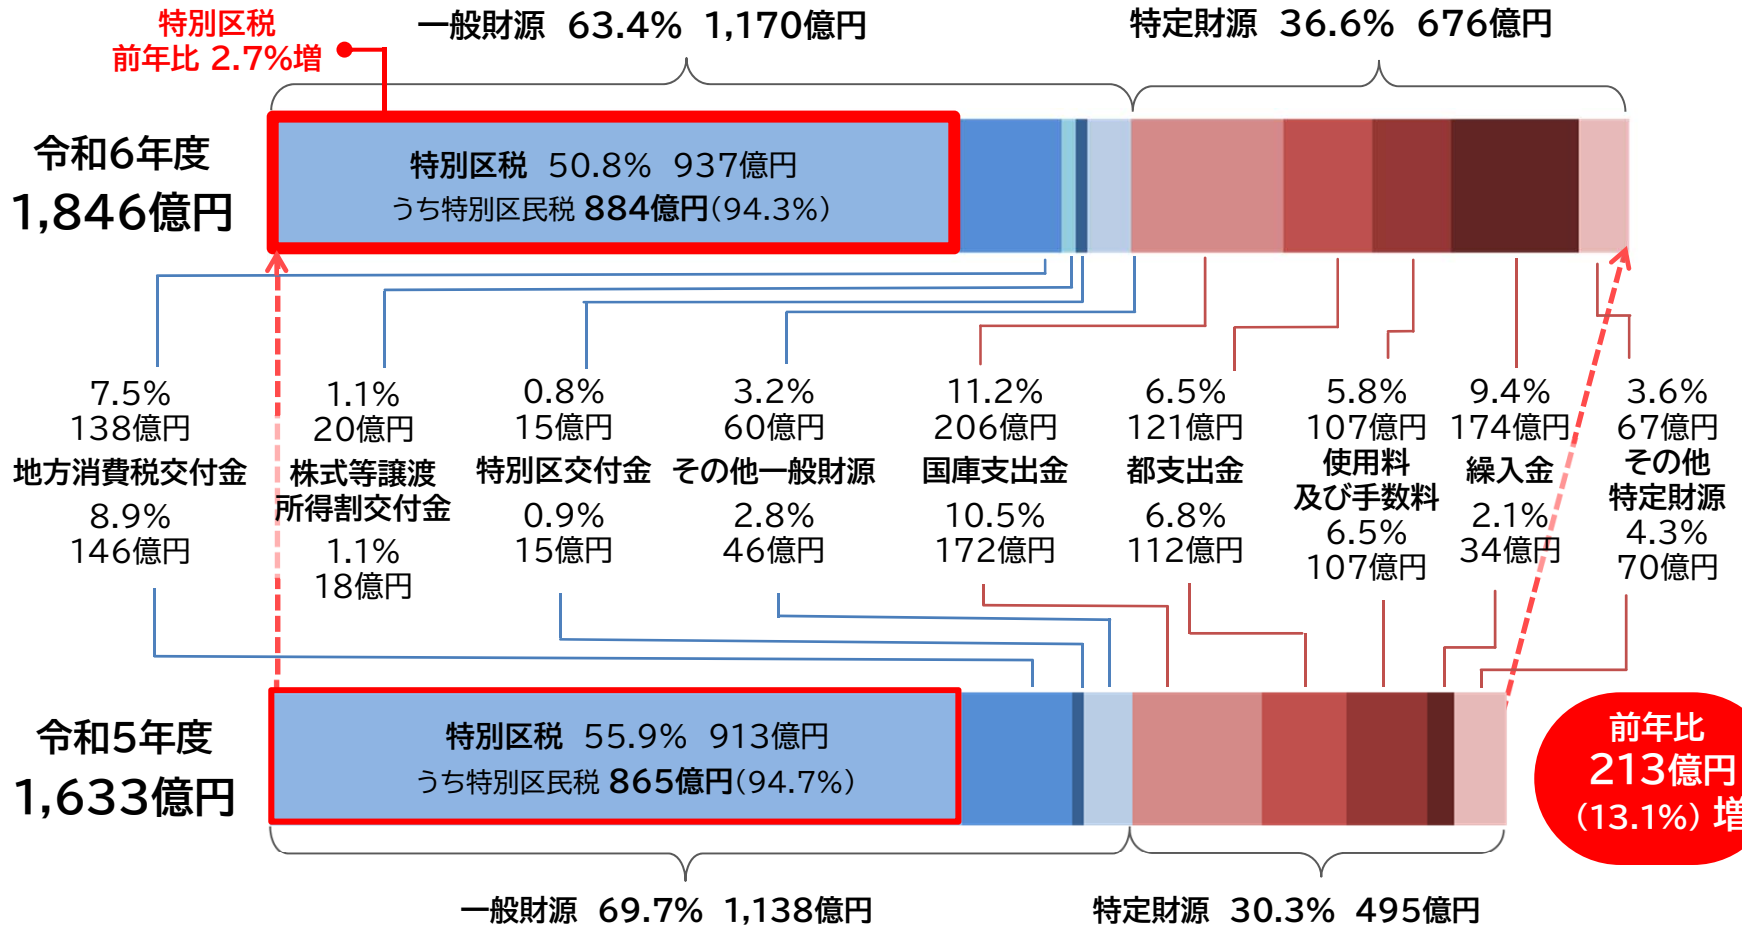 特別区税
前年比 2.7%増
一般財源 63.4% 1,170億円
特定財源 36.6% 676億円
令和6年度
1,846億円
特別区税 50.8% 937億円
うち特別区民税 884億円(94.3%)
7.5%
138億円
地方消費税交付金
8.9%
146億円
1.1%
20億円
株式等譲渡
所得割交付金
1.1%
18億円
0.8%
15億円
特別区交付金
0.9%
15億円
3.2%
60億円
その他一般財源
2.8%
46億円
11.2%
206億円
国庫支出金
10.5%
172億円
6.5%
121億円
都支出金
6.8%
112億円
5.8%
107億円
使用料
及び手数料
6.5%
107億円
9.4%
174億円
繰入金
2.1%
34億円
3.6%
67億円
その他
特定財源
4.3%
70億円
令和5年度
1,633億円
特別区税 55.9% 913億円
うち特別区民税 865億円(94.7%)
前年比
213億円
(13.1%) 増
一般財源 69.7% 1,138億円
特定財源 30.3% 495億円